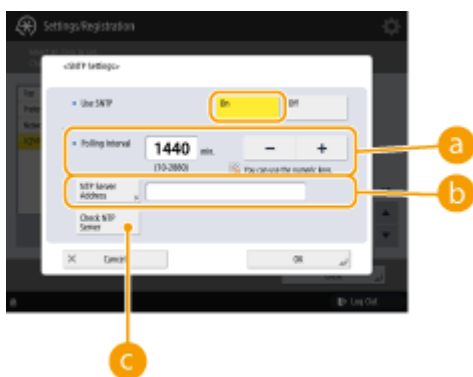 Settings/Registration
<SNTP Settings>
Use SNTP
On
Off
Polling Interval
1440 min.
− +
(10-2880)
You can use the numeric keys.
a
NTP Server
Address
b
Check NTP
Server
Cancel
OK
Log Out
c